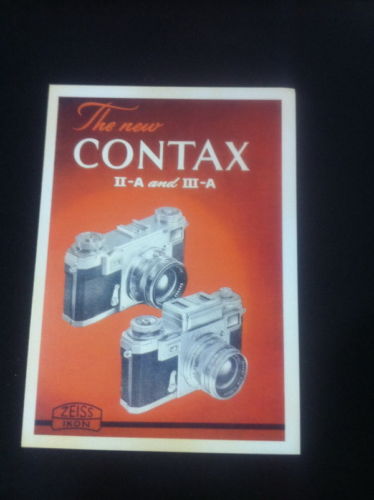 The new
CONTAX
II-A and III-A
ZEISS
IKON